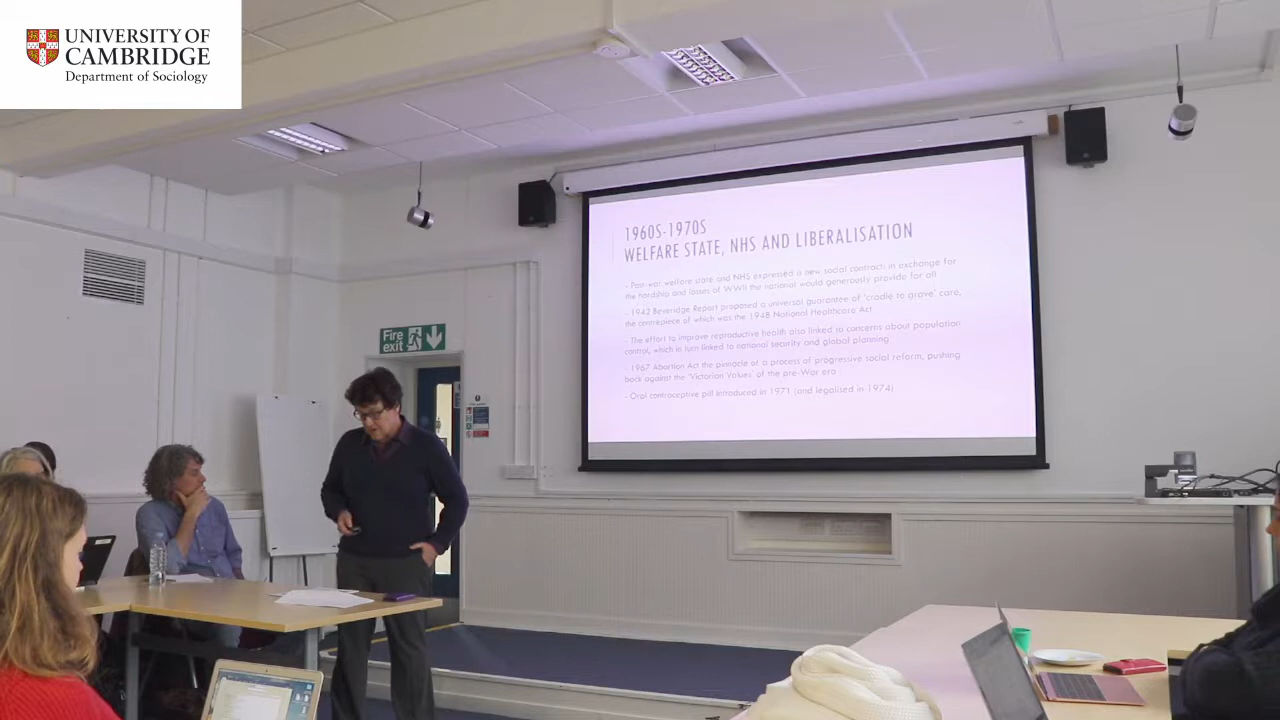 UNIVERSITY OF
CAMBRIDGE
Department of Sociology
1960S-1970S
WELFARE STATE, NHS AND LIBERALISATION
- Post-war welfare state and NHS expressed a new social contract: in exchange for
the hardship and losses of WWII the national would generously provide for all
- 1942 Beveridge Report proposed a universal guarantee of 'cradle to grave' care,
the centrepiece of which was the 1948 National Healthcare Act
- The effort to improve reproductive health also linked to concerns about population
control, which in turn linked to national security and global planning
- 1967 Abortion Act the pinnacle of a process of progressive social reform, pushing
back against the 'Victorian Values' of the pre-War era
- Oral contraceptive pill introduced in 1971 (and legalised in 1974)
Fire
exit